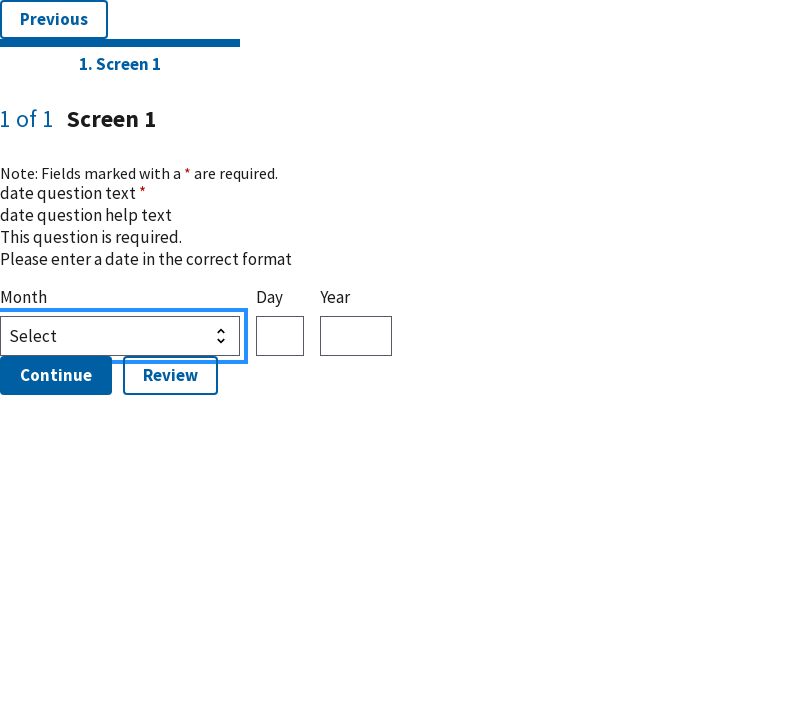 Previous
1. Screen 1
1 of 1 Screen 1
Note: Fields marked with a * are required.
date question text *
date question help text
This question is required.
Please enter a date in the correct format
Month Day Year
Select
Continue Review